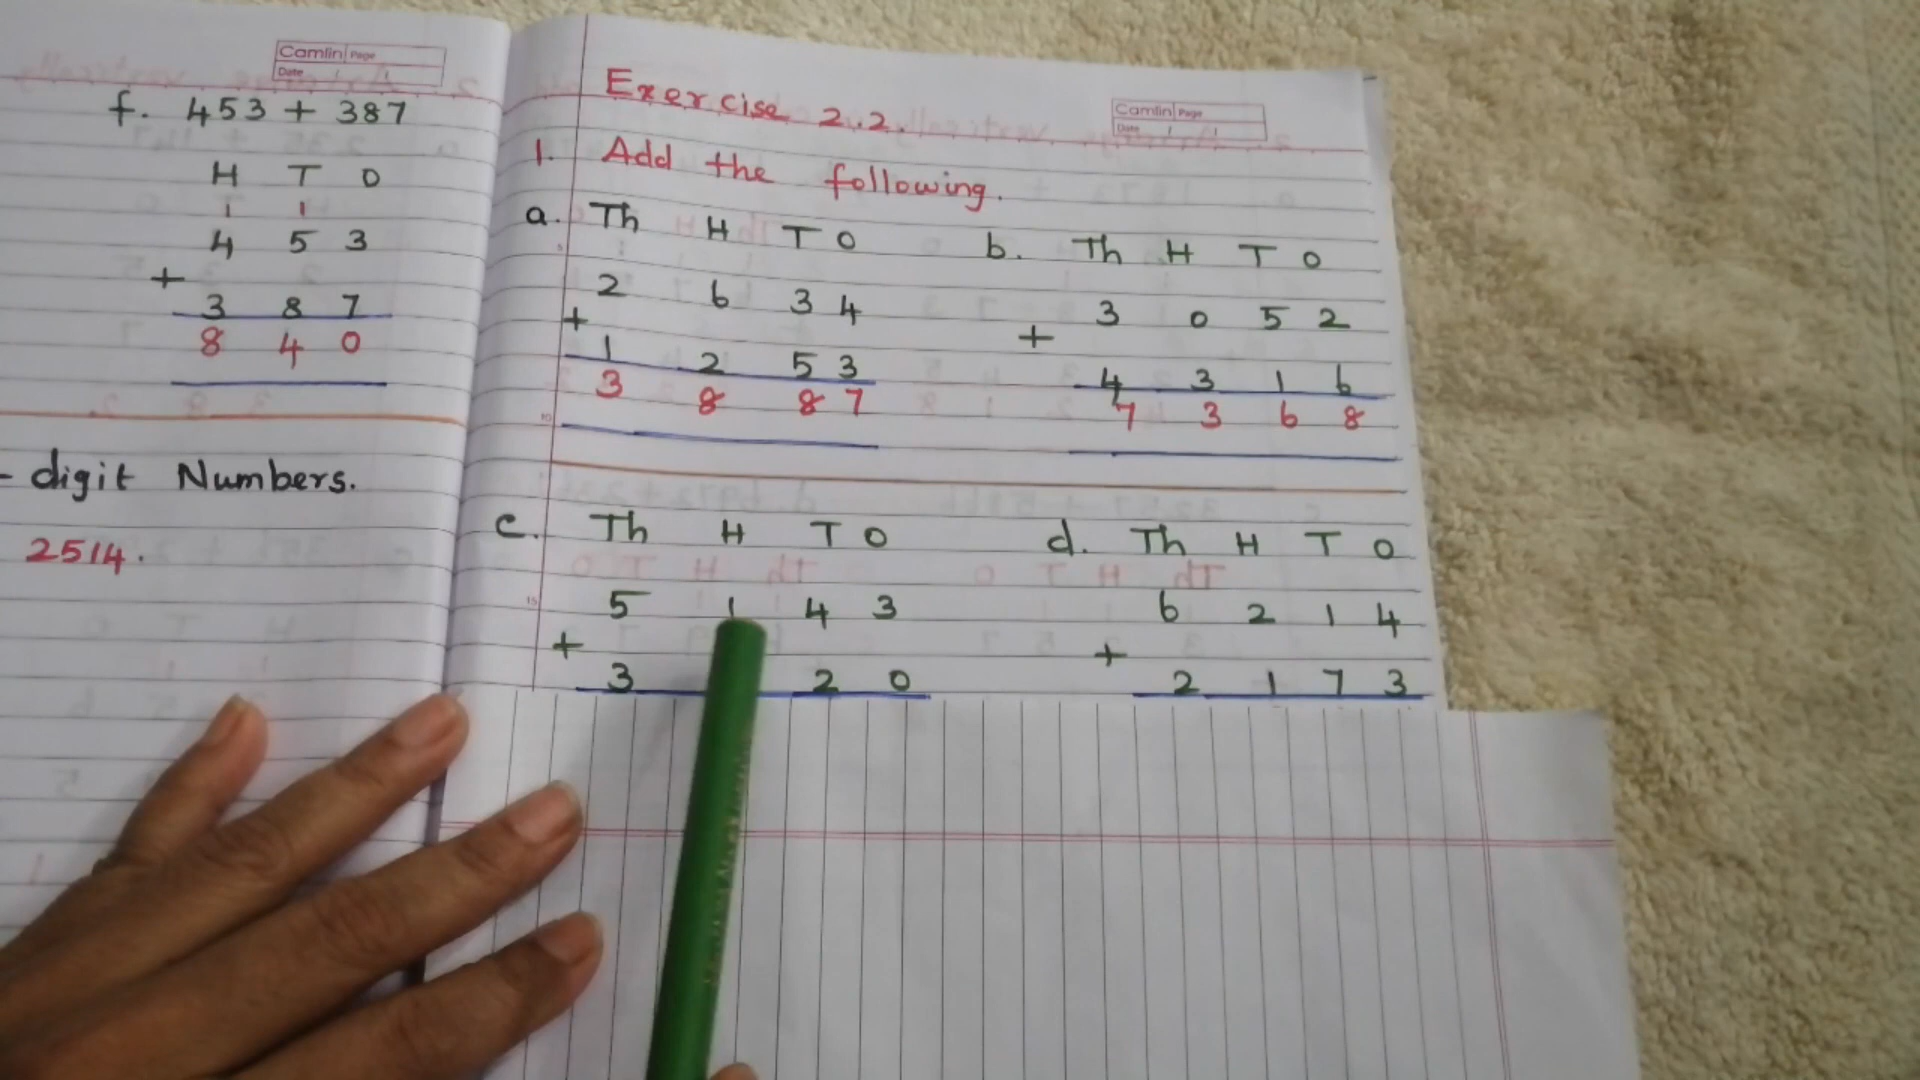 Camlin Page
Date
f. 453 + 387
H T O
1 1
4 5 3
+
3 8 7
8 4 0
- digit Numbers.
2514.
Camlin Page
Date
Exercise 2.2.
1. Add the following.
a. Th H T O
2 6 3 4
+
1 2 5 3
3 8 8 7
b. Th H T O
3 0 5 2
+
4 3 1 6
7 3 6 8
c. Th H T O
5 1 4 3
+
3 2 0
d. Th H T O
6 2 1 4
+
2 1 7 3